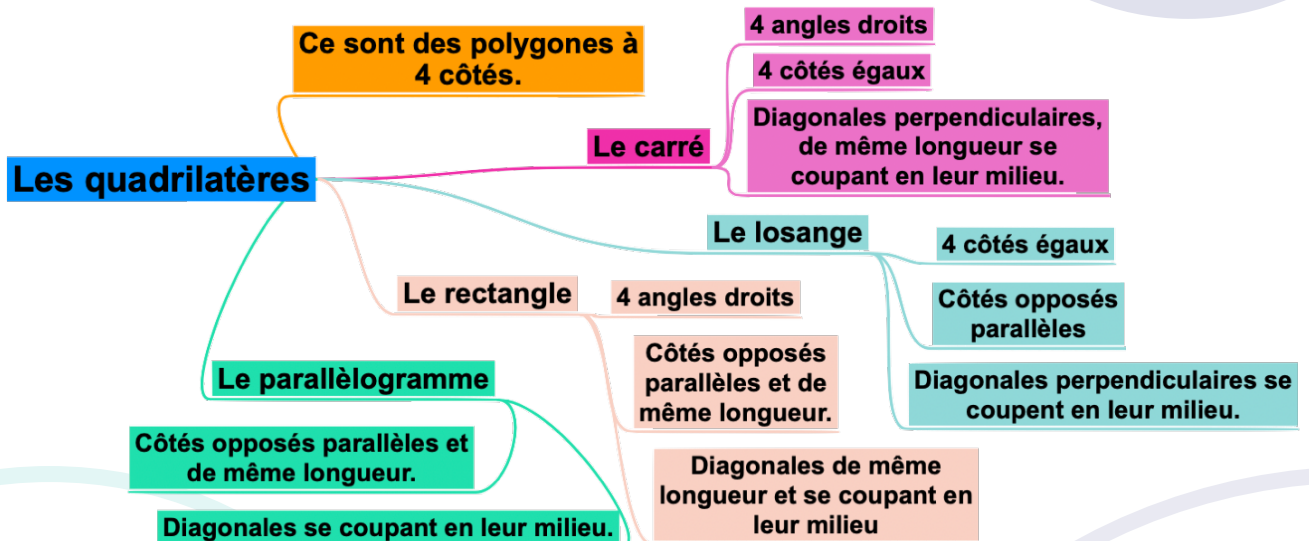 Les quadrilatères
Ce sont des polygones à
4 côtés.
Le carré
4 angles droits
4 côtés égaux
Diagonales perpendiculaires,
de même longueur se
coupant en leur milieu.
Le losange
4 côtés égaux
Côtés opposés
parallèles
Diagonales perpendiculaires se
coupent en leur milieu.
Le rectangle
4 angles droits
Côtés opposés
parallèles et de
même longueur.
Diagonales de même
longueur et se coupant en
leur milieu
Le parallèlogramme
Côtés opposés parallèles et
de même longueur.
Diagonales se coupant en leur milieu.